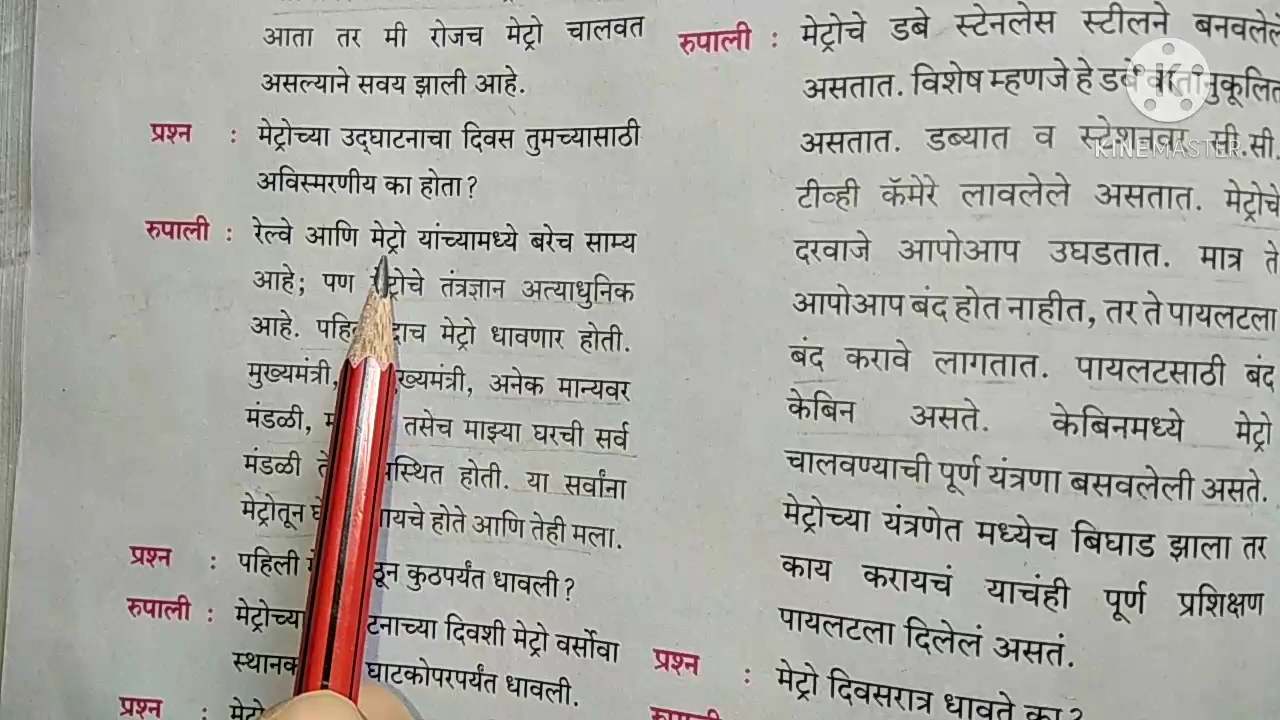 आता तर मी रोजच मेट्रो चालवत
असल्याने सवय झाली आहे.
प्रश्न : मेट्रोच्या उद्‌घाटनाचा दिवस तुमच्यासाठी
अविस्मरणीय का होता?
रुपाली : रेल्वे आणि मेट्रो यांच्यामध्ये बरेच साम्य
आहे; पण मेट्रोचे तंत्रज्ञान अत्याधुनिक
आहे. मेट्रो धावणार होती.
मुख्यमंत्री, अनेक मान्यवर
मंडळी, तसेच माझ्या घरची सर्व
मंडळी होती. या सर्वांना
मेट्रोतून होते आणि तेही मला.
प्रश्न : पहिली कुठपर्यंत धावली?
रुपाली : मेट्रोच्या दिवशी मेट्रो वर्सोवा
घाटकोपरपर्यंत धावली.
प्रश्न :
रुपाली : मेट्रोचे डबे स्टेनलेस स्टीलने
असतात. विशेष म्हणजे हे डबे वातानुकूलित
असतात. डब्यात व स्टेशनवर सी.सी.
टीव्ही कॅमेरे लावलेले असतात. मेट्रोचे
दरवाजे आपोआप उघडतात. मात्र ते
आपोआप बंद होत नाहीत, तर ते पायलटला
बंद करावे लागतात. पायलटसाठी बंद
केबिन असते. केबिनमध्ये मेट्रो
चालवण्याची पूर्ण यंत्रणा बसवलेली असते.
मेट्रोच्या यंत्रणेत मध्येच बिघाड झाला तर
काय करायचं याचंही पूर्ण प्रशिक्षण
पायलटला दिलेलं असतं.
प्रश्न : मेट्रो दिवसरात्र धावते का?
KINEMASTER